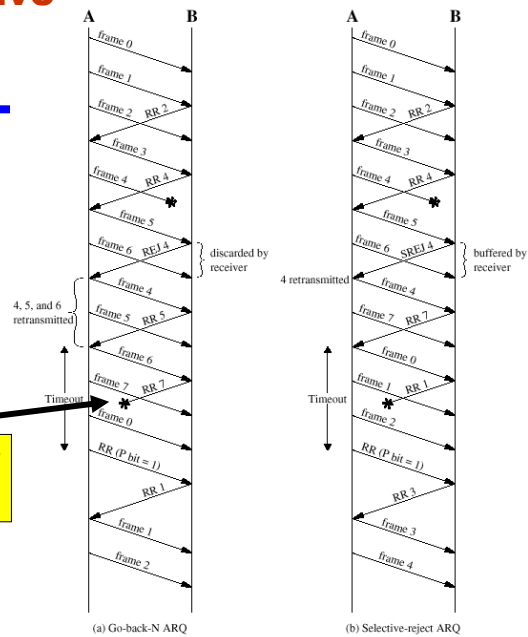 A B
frame 0
frame 1
frame 2
RR 2
frame 3
frame 4
RR 4
frame 5
frame 6
REJ 4
discarded by
receiver
frame 4
4, 5, and 6
retransmitted
frame 5
RR 5
frame 6
Timeout
frame 7
RR 7
frame 0
RR (P bit = 1)
RR 1
frame 1
frame 2
(a) Go-back-N ARQ
A B
frame 0
frame 1
frame 2
RR 2
frame 3
frame 4
RR 4
frame 5
frame 6
SREJ 4
buffered by
receiver
4 retransmitted
frame 4
frame 7
RR 7
frame 0
Timeout
frame 1
RR 1
frame 2
RR (P bit = 1)
RR 3
frame 3
frame 4
(b) Selective-reject ARQ